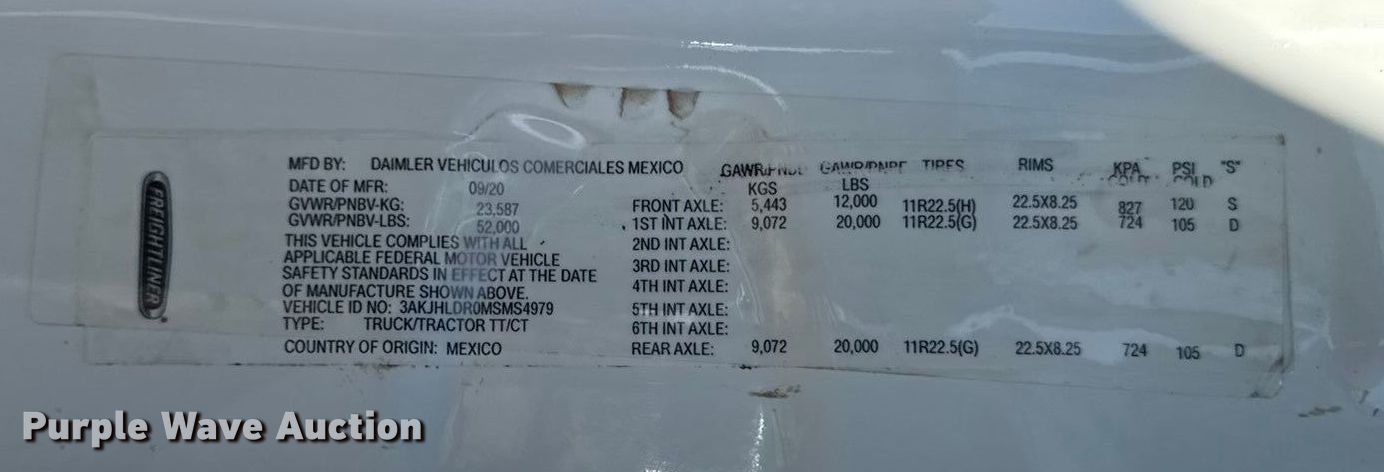 FREIGHTLINER
MFD BY: DAIMLER VEHICULOS COMERCIALES MEXICO
DATE OF MFR: 09/20
GVWR/PNBV-KG: 23,587
GVWR/PNBV-LBS: 52,000
THIS VEHICLE COMPLIES WITH ALL
APPLICABLE FEDERAL MOTOR VEHICLE
SAFETY STANDARDS IN EFFECT AT THE DATE
OF MANUFACTURE SHOWN ABOVE.
VEHICLE ID NO: 3AKJHLDR0MSMS4979
TYPE: TRUCK/TRACTOR TT/CT
COUNTRY OF ORIGIN: MEXICO
GAWR/PNBE GAWR/PNBE TIRES RIMS KPA PSI "S"
KGS LBS COLD COLD
FRONT AXLE: 5,443 12,000 11R22.5(H) 22.5X8.25 827 120 S
1ST INT AXLE: 9,072 20,000 11R22.5(G) 22.5X8.25 724 105 D
2ND INT AXLE:
3RD INT AXLE:
4TH INT AXLE:
5TH INT AXLE:
6TH INT AXLE:
REAR AXLE: 9,072 20,000 11R22.5(G) 22.5X8.25 724 105 D
Purple Wave Auction